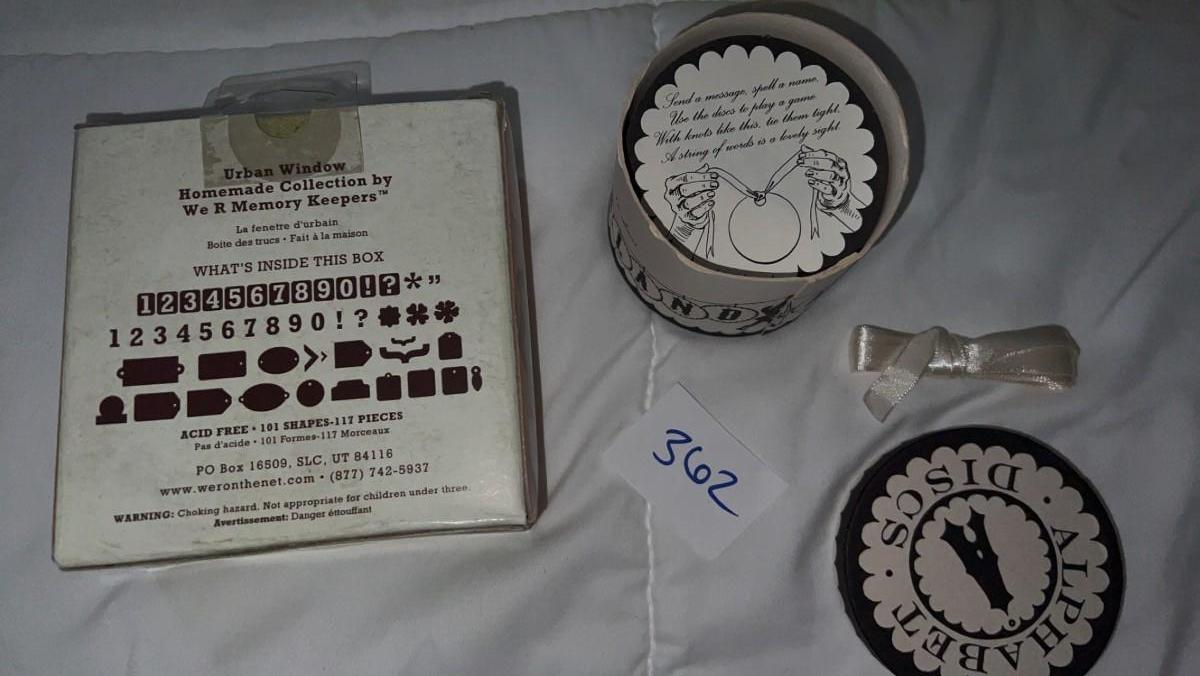 Urban Window
Homemade Collection by
We R Memory Keepers™
La fenetre d'urbain
Boite des trucs • Fait à la maison
WHAT'S INSIDE THIS BOX
1234567890!?*”
1234567890!?
ACID FREE • 101 SHAPES-117 PIECES
Pas d'acide • 101 Formes-117 Morceaux
PO Box 16509, SLC, UT 84116
www.weronthenet.com • (877) 742-5937
WARNING: Choking hazard. Not appropriate for children under three.
Avertissement: Danger étouffant
Send a message, spell a name,
Use the discs to play a game
With knots like this, tie them tight,
A string of words is a lovely sight
AND
362
ALPHABET • DISCS •